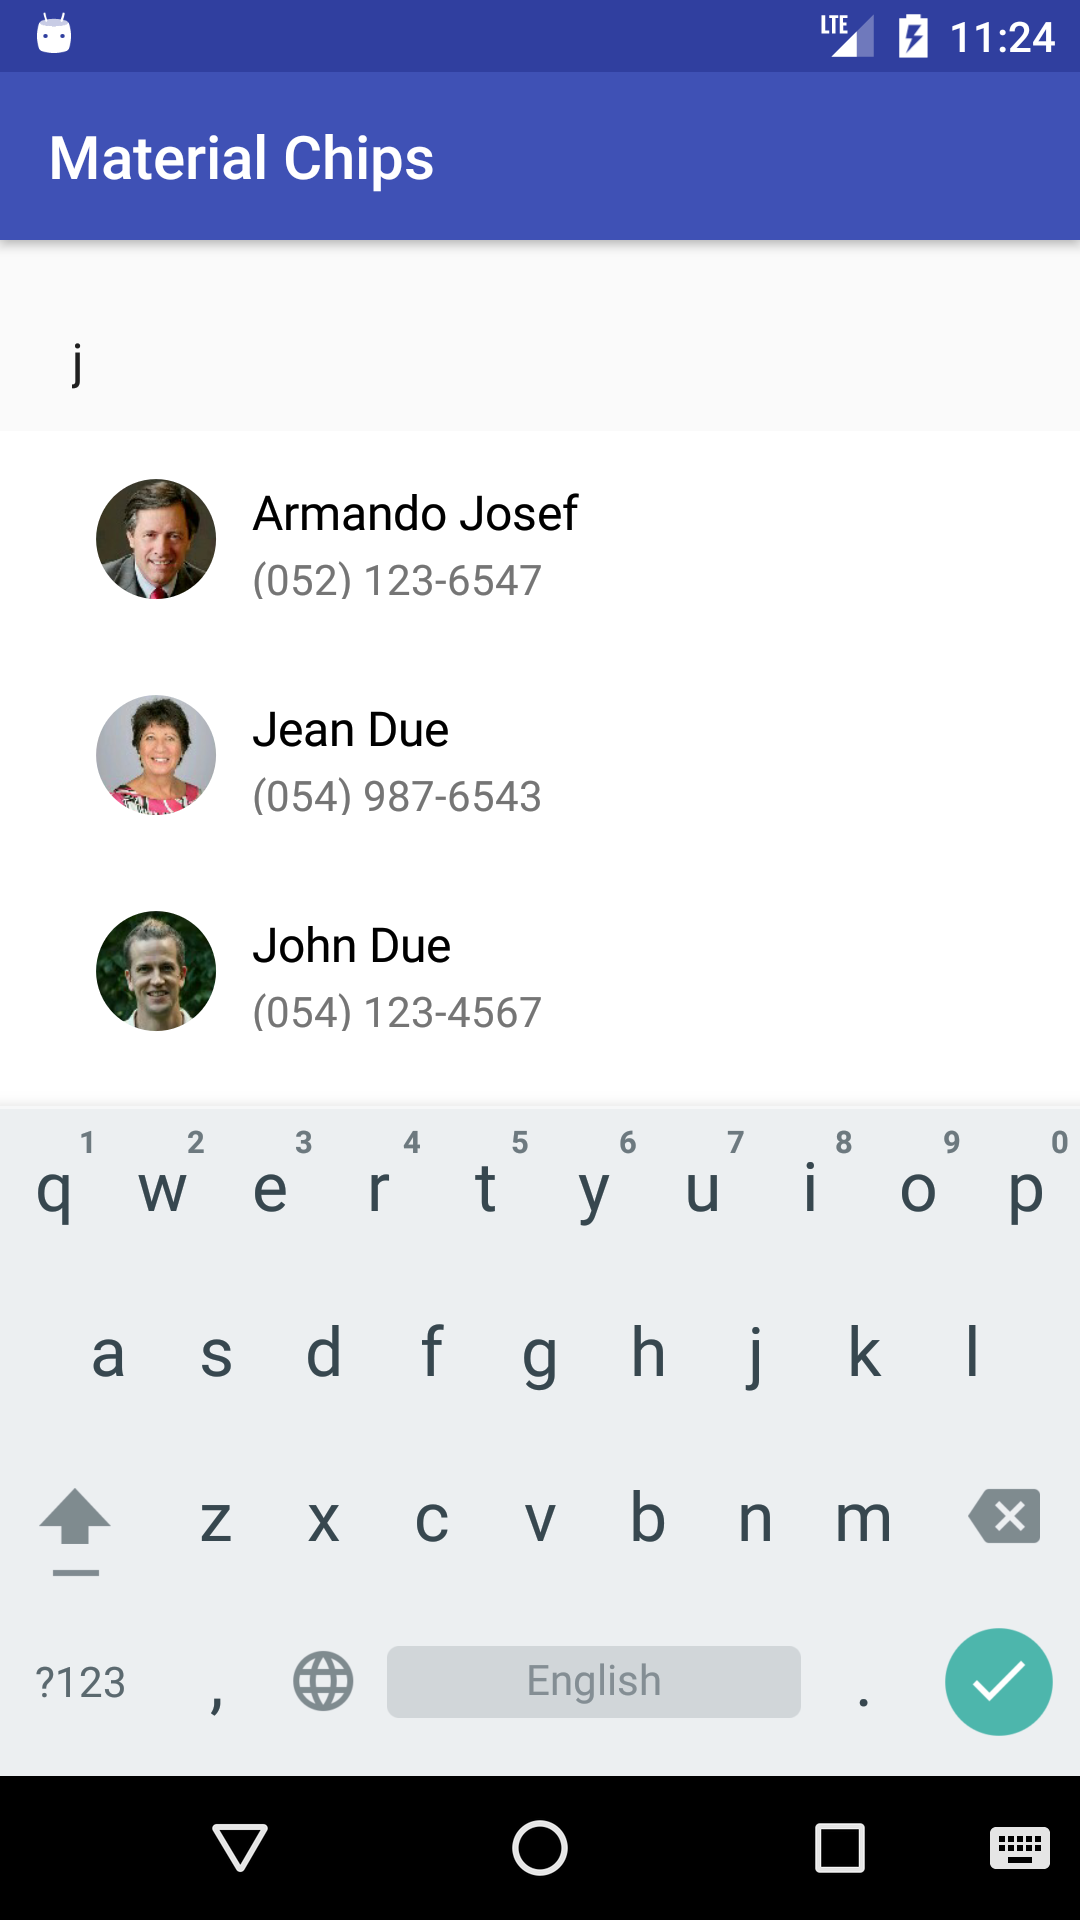 LTE 11:24
Material Chips
j
Armando Josef
(052) 123-6547
Jean Due
(054) 987-6543
John Due
(054) 123-4567
1 2 3 4 5 6 7 8 9 0
q w e r t y u i o p
a s d f g h j k l
z x c v b n m
?123 , English .